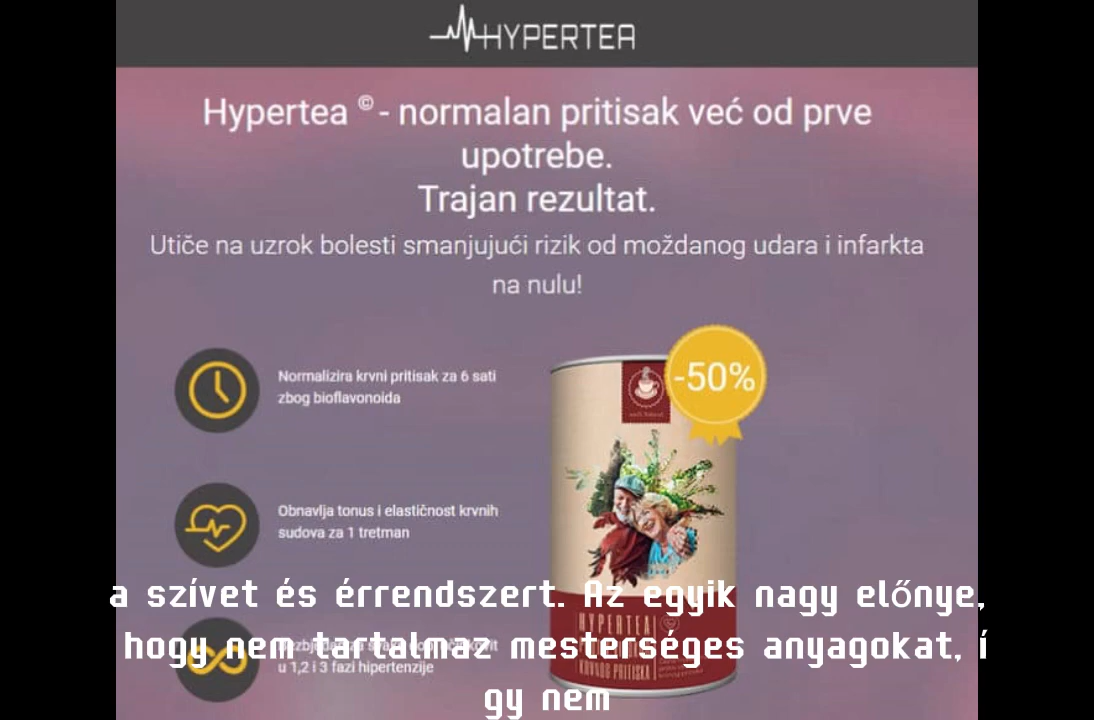 HYPERTEA
Hypertea © - normalan pritisak već od prve
upotrebe.
Trajan rezultat.
Utiče na uzrok bolesti smanjujući rizik od moždanog udara i infarkta
na nulu!
-50%
Normalizira krvni pritisak za 6 sati
zbog bioflavonoida
Obnavlja tonus i elastičnost krvnih
sudova za 1 tretman
u 1,2 i 3 fazi hipertenzije
HYPERTEA
KRVNOG PRITISKA
a szívet és érrendszert. Az egyik nagy előnye,
hogy nem tartalmaz mesterséges anyagokat, í
gy nem